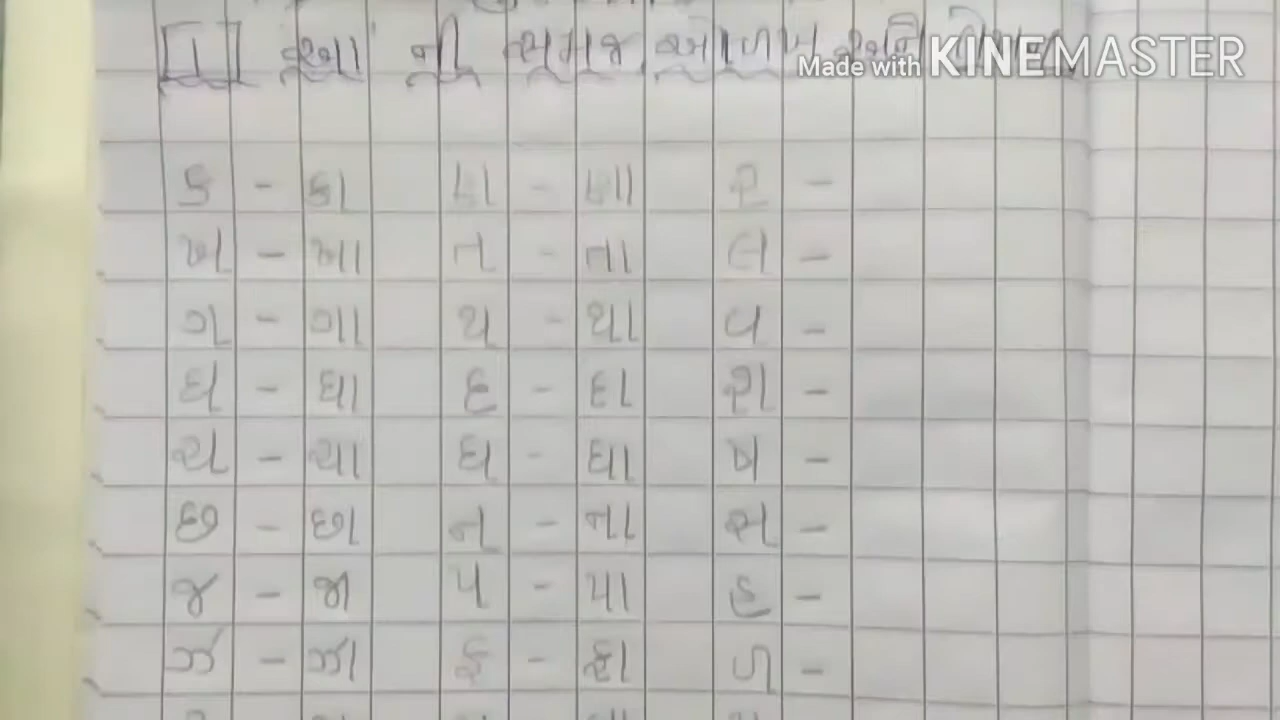 Made with KINEMASTER
ક - કા ણ - ણા ર -
ખ - ખા ત - તા લ -
ગ - ગા થ - થા વ -
ઘ - ઘા દ - દા શ -
ચ - ચા ધ - ધા ષ -
છ - છા ન - ના સ -
જ - જા પ - પા હ -
ઝ - ઝા ફ - ફા ળ -